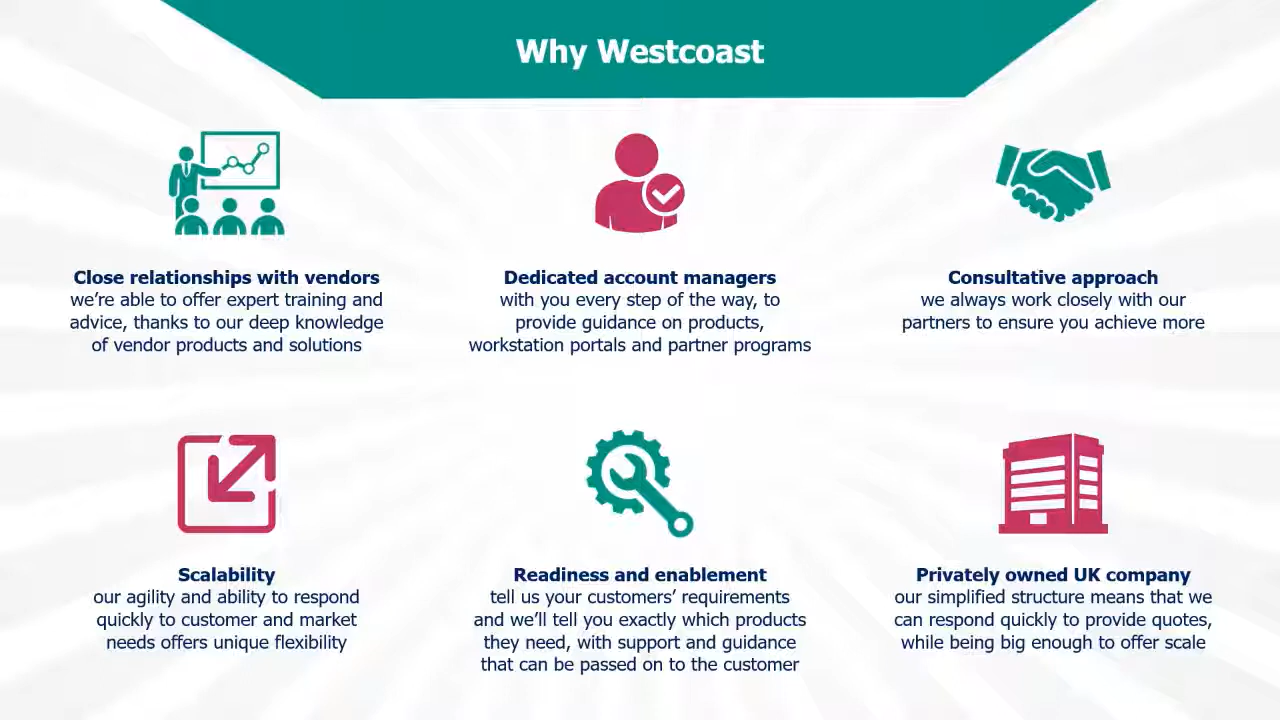 Why Westcoast
Close relationships with vendors
we’re able to offer expert training and
advice, thanks to our deep knowledge
of vendor products and solutions
Dedicated account managers
with you every step of the way, to
provide guidance on products,
workstation portals and partner programs
Consultative approach
we always work closely with our
partners to ensure you achieve more
Scalability
our agility and ability to respond
quickly to customer and market
needs offers unique flexibility
Readiness and enablement
tell us your customers’ requirements
and we’ll tell you exactly which products
they need, with support and guidance
that can be passed on to the customer
Privately owned UK company
our simplified structure means that we
can respond quickly to provide quotes,
while being big enough to offer scale